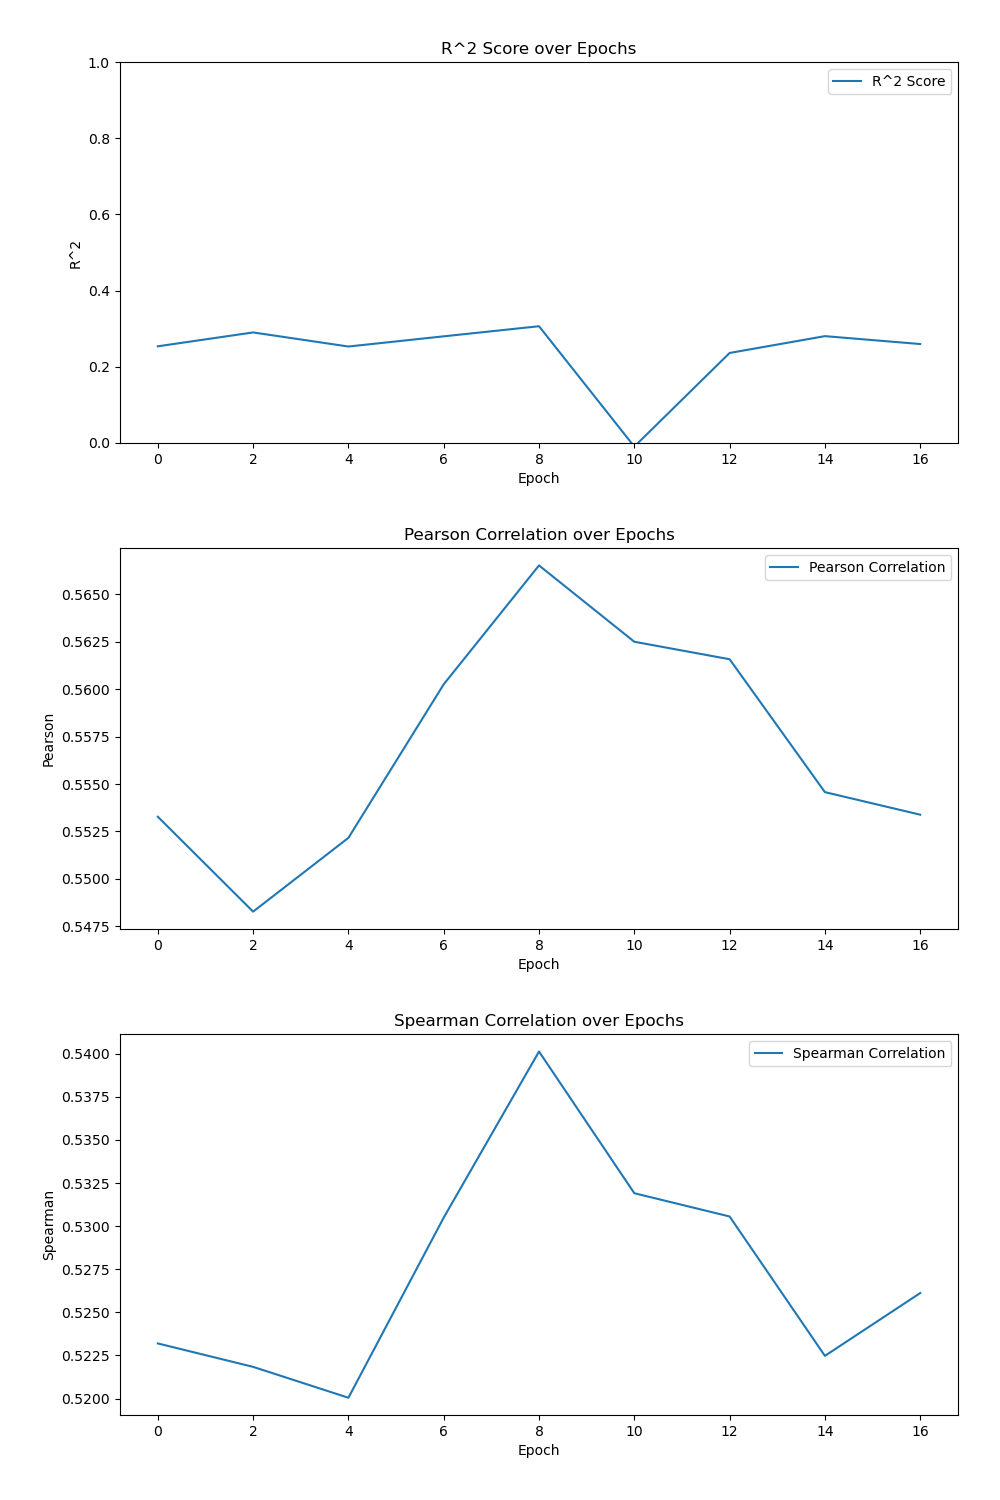 R^2 Score over Epochs
1.0
R^2 Score
0.8
0.6
R^2
0.4
0.2
0.0
0 2 4 6 8 10 12 14 16
Epoch
Pearson Correlation over Epochs
Pearson Correlation
0.5650
0.5625
0.5600
0.5575
Pearson
0.5550
0.5525
0.5500
0.5475
0 2 4 6 8 10 12 14 16
Epoch
Spearman Correlation over Epochs
Spearman Correlation
0.5400
0.5375
0.5350
0.5325
Spearman
0.5300
0.5275
0.5250
0.5225
0.5200
0 2 4 6 8 10 12 14 16
Epoch